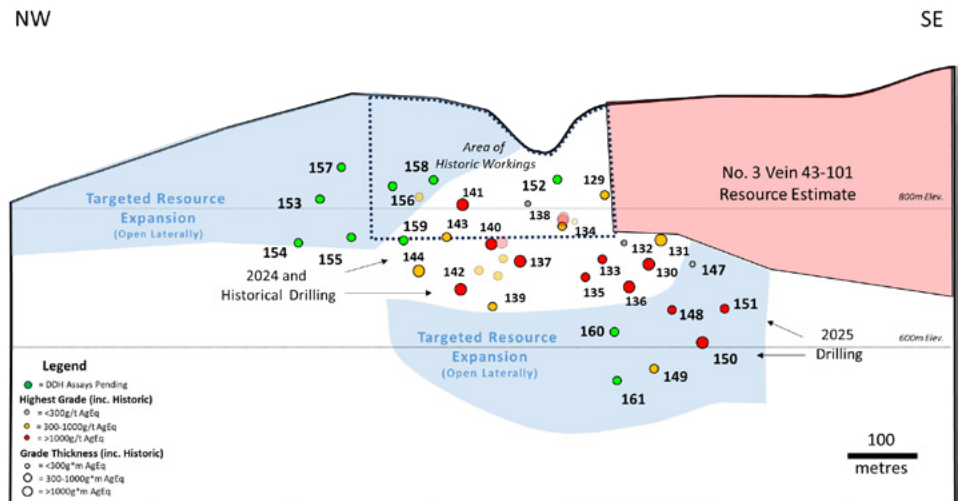 NW
SE
Area of
Historic Workings
No. 3 Vein 43-101
Resource Estimate
800m Elev.
157
158
152
129
153
156
141
138
134
Targeted Resource
Expansion
(Open Laterally)
159
143
140
132
131
154
155
144
142
137
133
130
147
2024 and
Historical Drilling
135
136
139
148
151
Targeted Resource
Expansion
(Open Laterally)
160
150
2025
Drilling
600m Elev.
149
161
Legend
= DDH Assays Pending
Highest Grade (inc. Historic)
= <300g/t AgEq
= 300-1000g/t AgEq
= >1000g/t AgEq
Grade Thickness (inc. Historic)
= <300g*m AgEq
= 300-1000g*m AgEq
= >1000g*m AgEq
100
metres